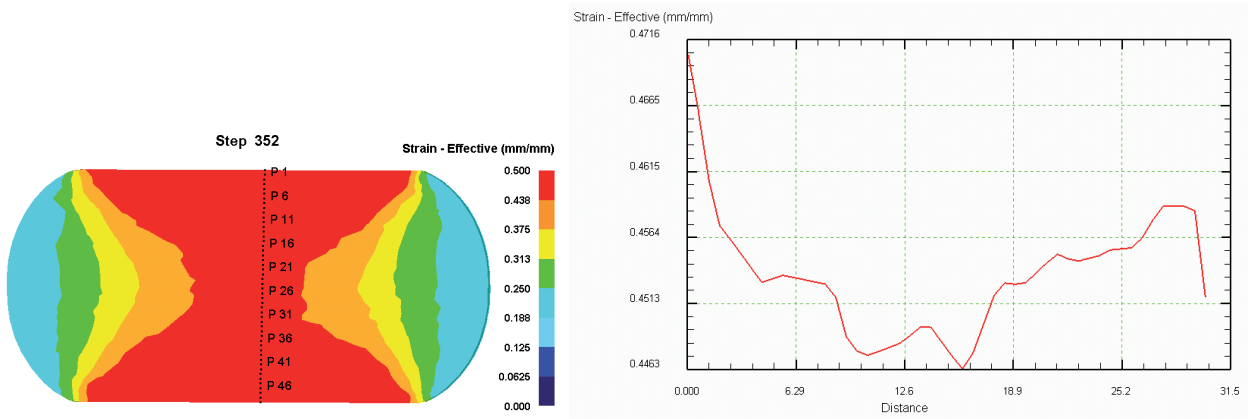 Step 352
Strain - Effective (mm/mm)
0.500
0.438
0.375
0.313
0.250
0.188
0.125
0.0625
0.000
P 1
P 6
P 11
P 16
P 21
P 26
P 31
P 36
P 41
P 46
Strain - Effective (mm/mm)
0.4716
0.4665
0.4615
0.4564
0.4513
0.4463
0.000 6.29 12.6 18.9 25.2 31.5
Distance